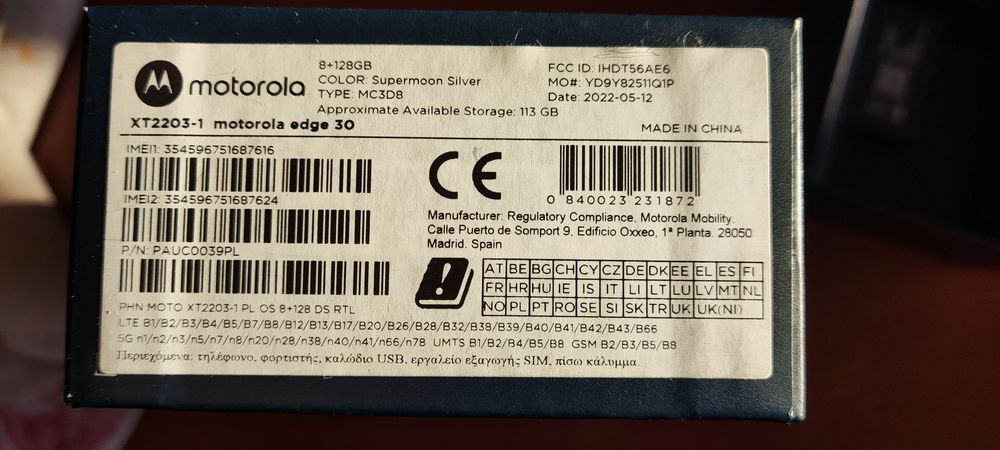 motorola
8+128GB
COLOR: Supermoon Silver
TYPE: MC3D8
Approximate Available Storage: 113 GB
FCC ID: IHDT56AE6
MO#: YD9Y82511Q1P
Date: 2022-05-12
XT2203-1 motorola edge 30
MADE IN CHINA
IMEI1: 354596751687616
IMEI2: 354596751687624
P/N: PAUC0039PL
CE
0 840023 231872
Manufacturer: Regulatory Compliance, Motorola Mobility.
Calle Puerto de Somport 9, Edificio Oxxeo, 1ª Planta. 28050
Madrid. Spain
AT BE BG CH CY CZ DE DK EE EL ES FI
FR HR HU IE IS IT LI LT LU LV MT NL
NO PL PT RO SE SI SK TR UK UK(NI)
PHN MOTO XT2203-1 PL OS 8+128 DS RTL
LTE B1/B2/B3/B4/B5/B7/B8/B12/B13/B17/B20/B26/B28/B32/B38/B39/B40/B41/B42/B43/B66
5G n1/n2/n3/n5/n7/n8/n20/n28/n38/n40/n41/n66/n78 UMTS B1/B2/B4/B5/B8 GSM B2/B3/B5/B8
Περιεχόμενα: τηλέφωνο, φορτιστής, καλώδιο USB, εργαλείο εξαγωγής SIM, πίσω κάλυμμα.